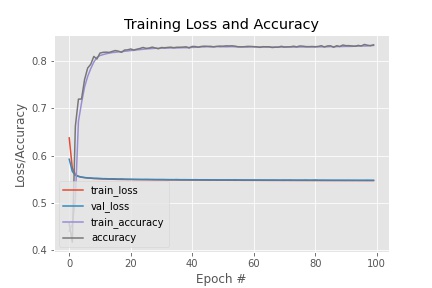 Training Loss and Accuracy
Loss/Accuracy
0.8
0.7
0.6
0.5
0.4
train_loss
val_loss
train_accuracy
accuracy
0 20 40 60 80 100
Epoch #